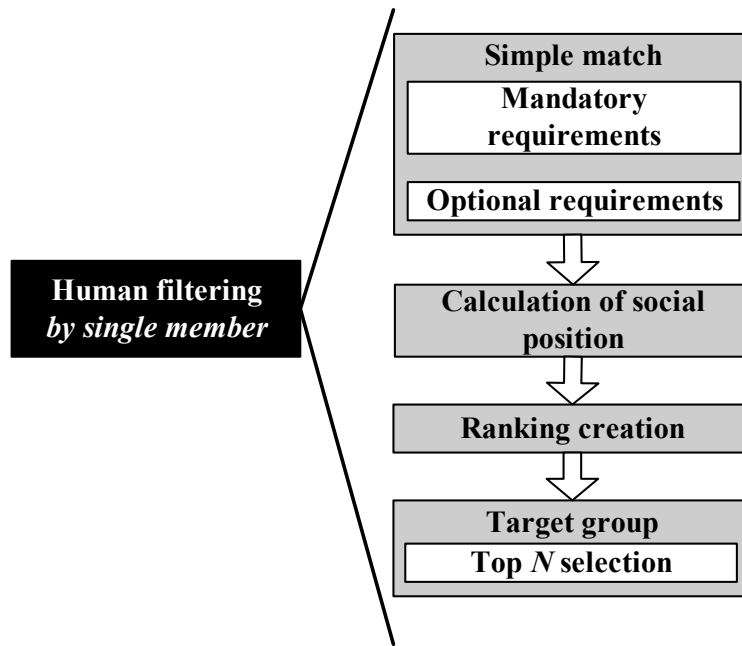 Human filtering
by single member
Simple match
Mandatory
requirements
Optional requirements
Calculation of social
position
Ranking creation
Target group
Top N selection